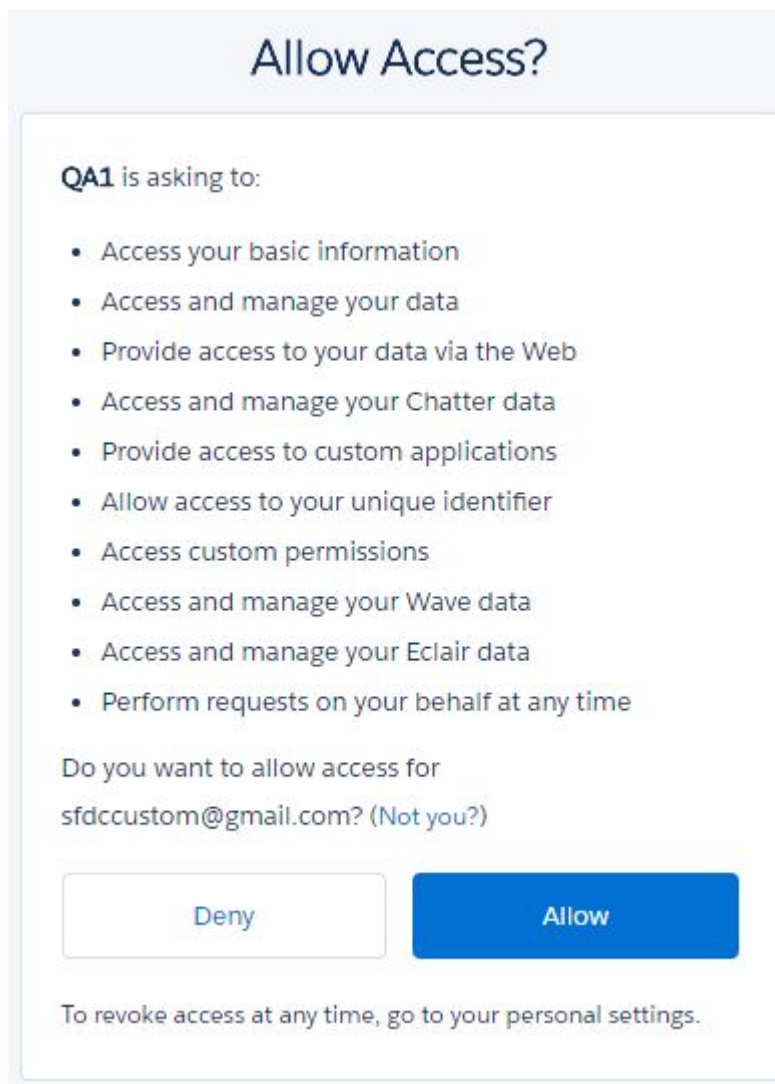 Allow Access?
QA1 is asking to:
• Access your basic information
• Access and manage your data
• Provide access to your data via the Web
• Access and manage your Chatter data
• Provide access to custom applications
• Allow access to your unique identifier
• Access custom permissions
• Access and manage your Wave data
• Access and manage your Eclair data
• Perform requests on your behalf at any time
Do you want to allow access for
sfdccustom@gmail.com? (Not you?)
Deny
Allow
To revoke access at any time, go to your personal settings.